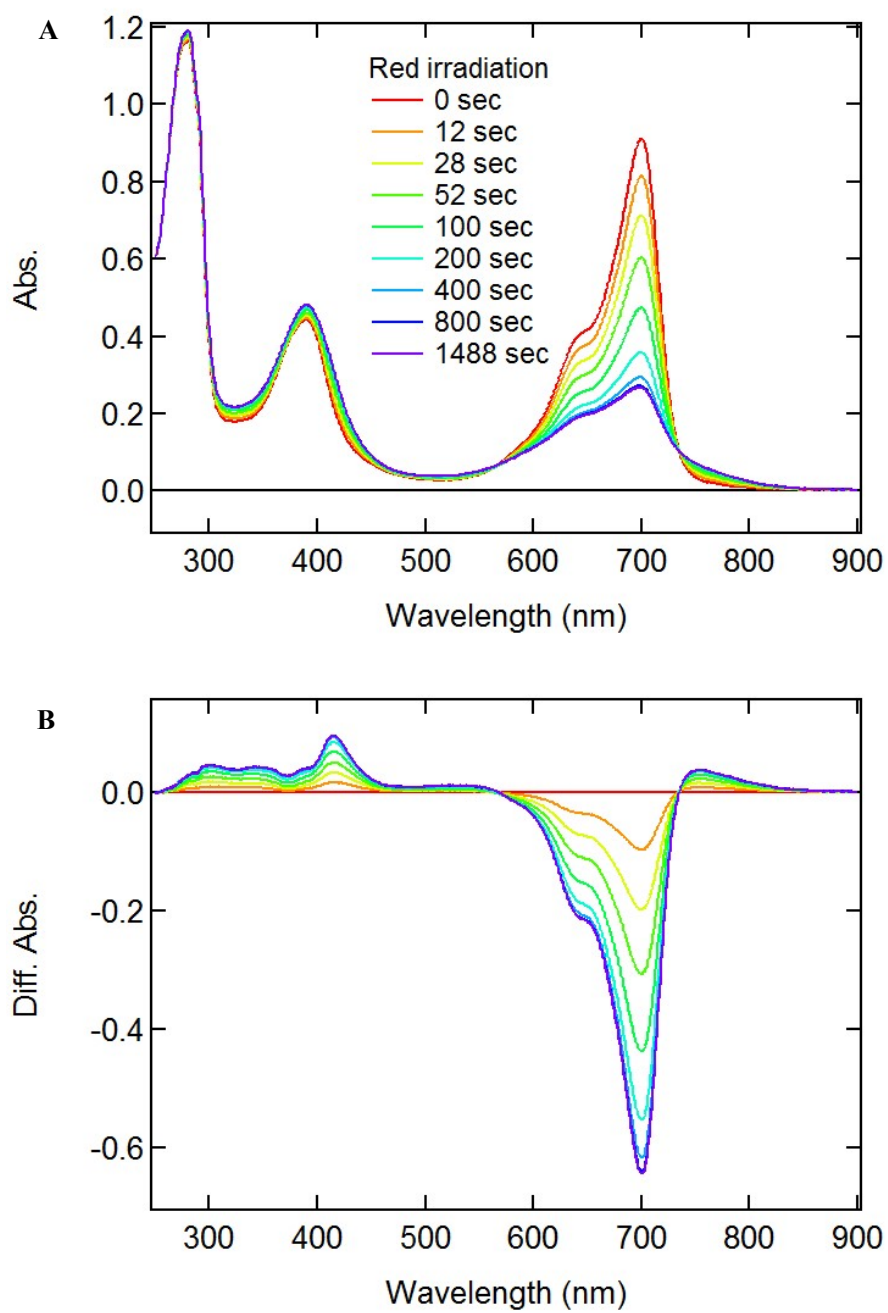 A
Abs.
1.2
1.0
0.8
0.6
0.4
0.2
0.0
Red irradiation
0 sec
12 sec
28 sec
52 sec
100 sec
200 sec
400 sec
800 sec
1488 sec
300 400 500 600 700 800 900
Wavelength (nm)
B
Diff. Abs.
0.0
-0.2
-0.4
-0.6
300 400 500 600 700 800 900
Wavelength (nm)